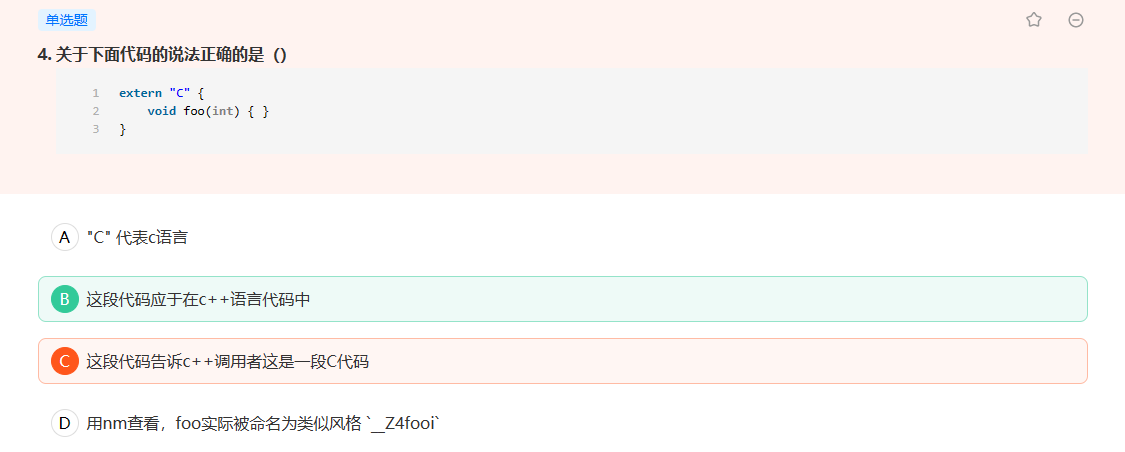 单选题
4. 关于下面代码的说法正确的是（）
1 extern "C" {
2     void foo(int) { }
3 }
A "C" 代表c语言
B 这段代码应于在c++语言代码中
C 这段代码告诉c++调用者这是一段C代码
D 用nm查看，foo实际被命名为类似风格 `__Z4fooi`